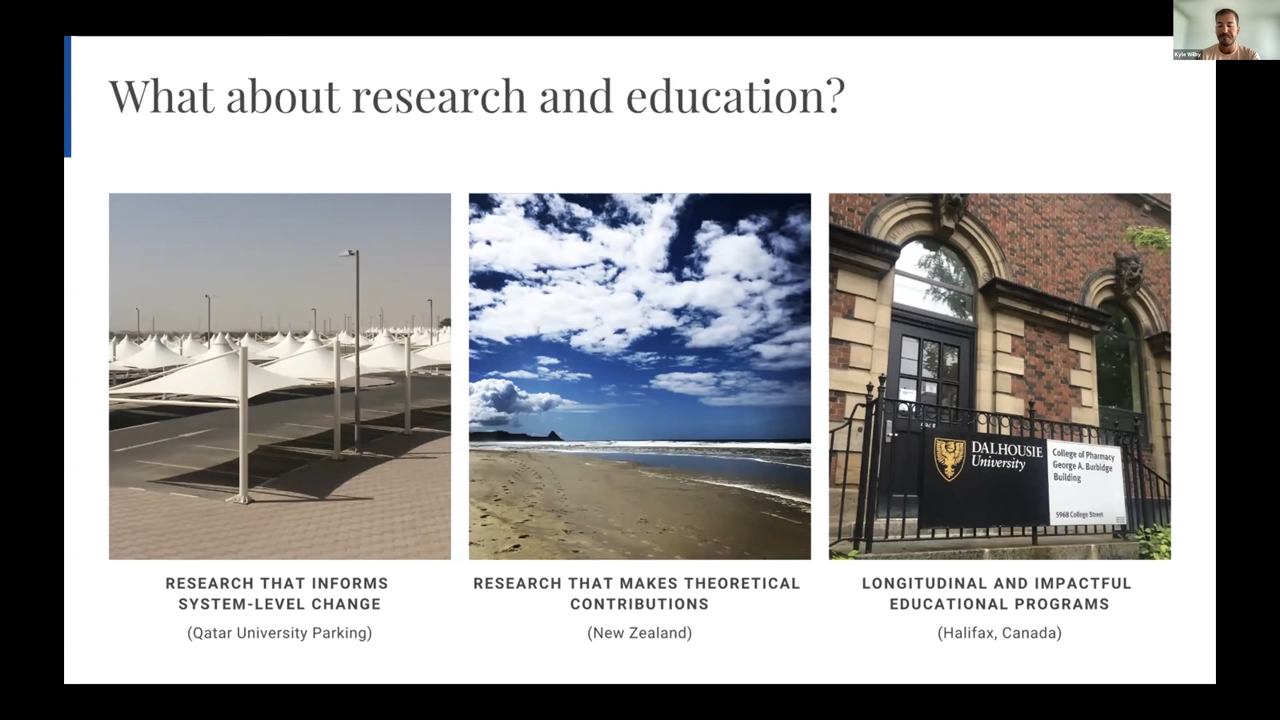 Kyle Wilby
What about research and education?
DALHOUSIE
University
College of Pharmacy
George A. Burbidge
Building
5968 College Street
RESEARCH THAT INFORMS
SYSTEM-LEVEL CHANGE
(Qatar University Parking)
RESEARCH THAT MAKES THEORETICAL
CONTRIBUTIONS
(New Zealand)
LONGITUDINAL AND IMPACTFUL
EDUCATIONAL PROGRAMS
(Halifax, Canada)